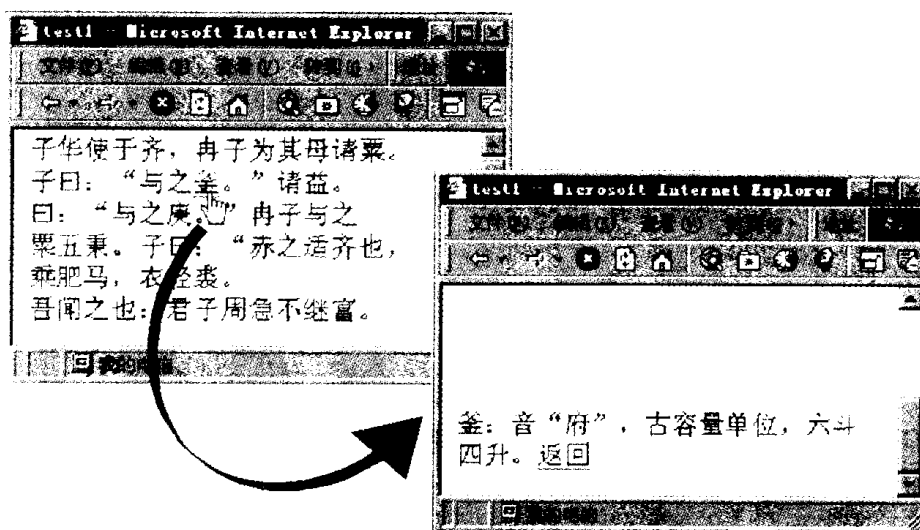 test1 - Microsoft Internet Explorer
子华使于齐，冉子为其母请粟。
子曰：“与之釜。”请益。
曰：“与之庾。”冉子与之
粟五秉。子曰：“赤之适齐也，
乘肥马，衣轻裘。
吾闻之也：君子周急不继富。
test1 - Microsoft Internet Explorer
釜：音“府”，古容量单位，六斗
四升。返回